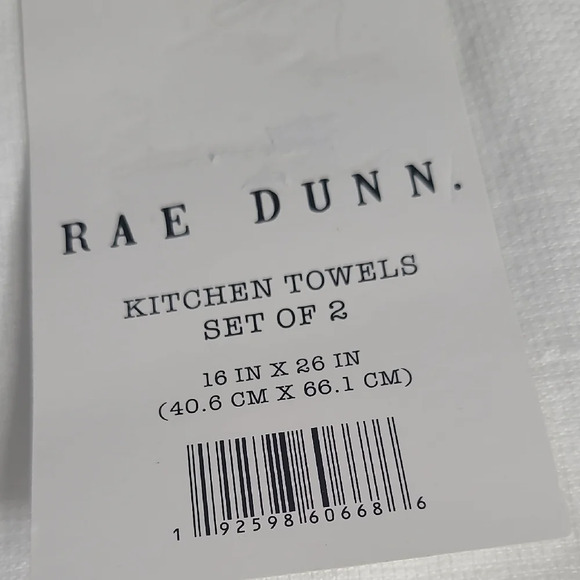 RAE DUNN.
KITCHEN TOWELS
SET OF 2
16 IN X 26 IN
(40.6 CM X 66.1 CM)
1 92598 60668 6